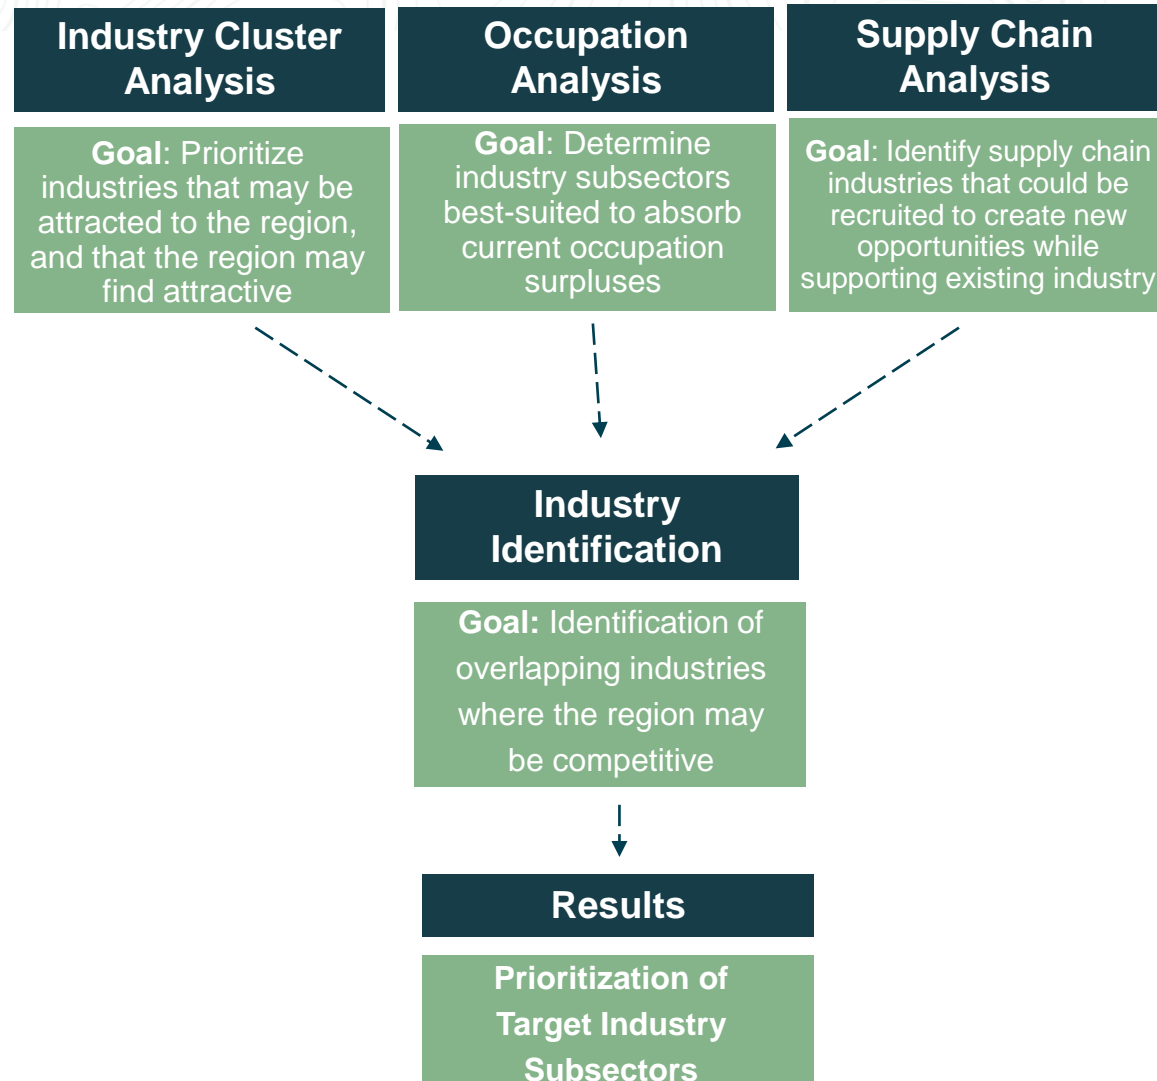 Industry Cluster
Analysis
Goal: Prioritize
industries that may be
attracted to the region,
and that the region may
find attractive
Occupation
Analysis
Goal: Determine
industry subsectors
best-suited to absorb
current occupation
surpluses
Supply Chain
Analysis
Goal: Identify supply chain
industries that could be
recruited to create new
opportunities while
supporting existing industry
Industry
Identification
Goal: Identification of
overlapping industries
where the region may
be competitive
Results
Prioritization of
Target Industry
Subsectors